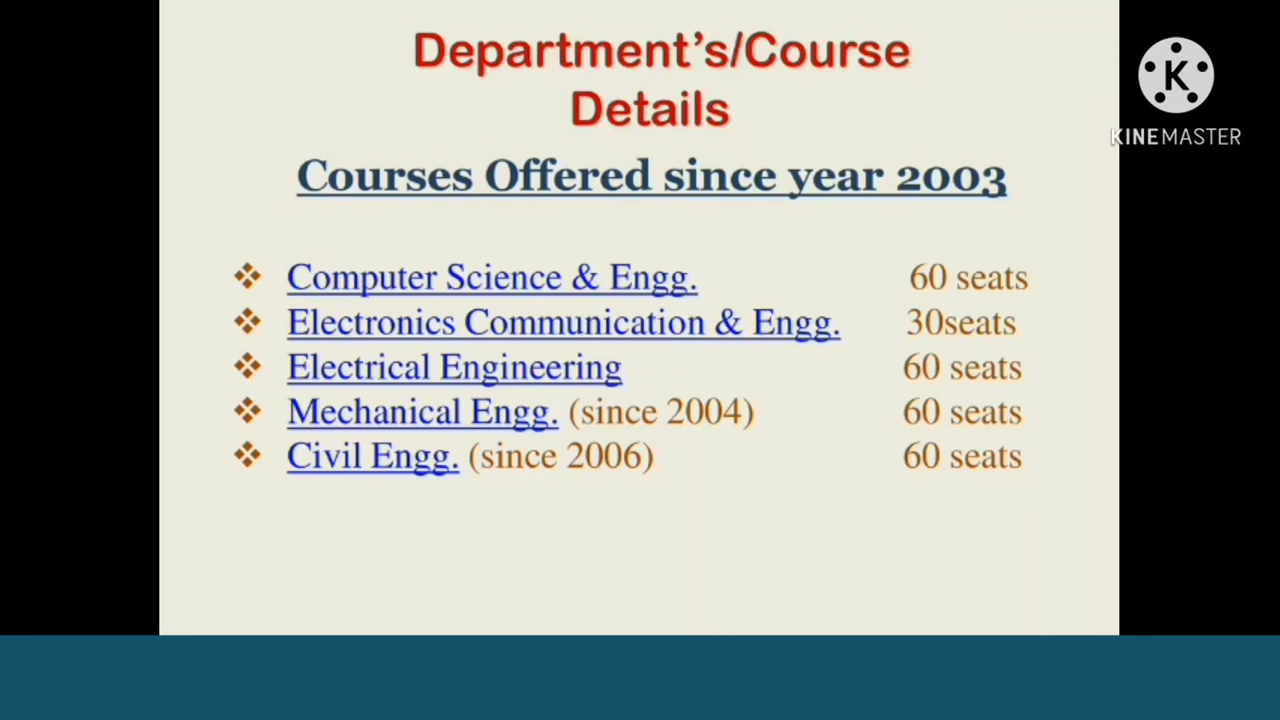 Department’s/Course
Details
Courses Offered since year 2003
Computer Science & Engg. 60 seats
Electronics Communication & Engg. 30seats
Electrical Engineering 60 seats
Mechanical Engg. (since 2004) 60 seats
Civil Engg. (since 2006) 60 seats
K
KINEMASTER